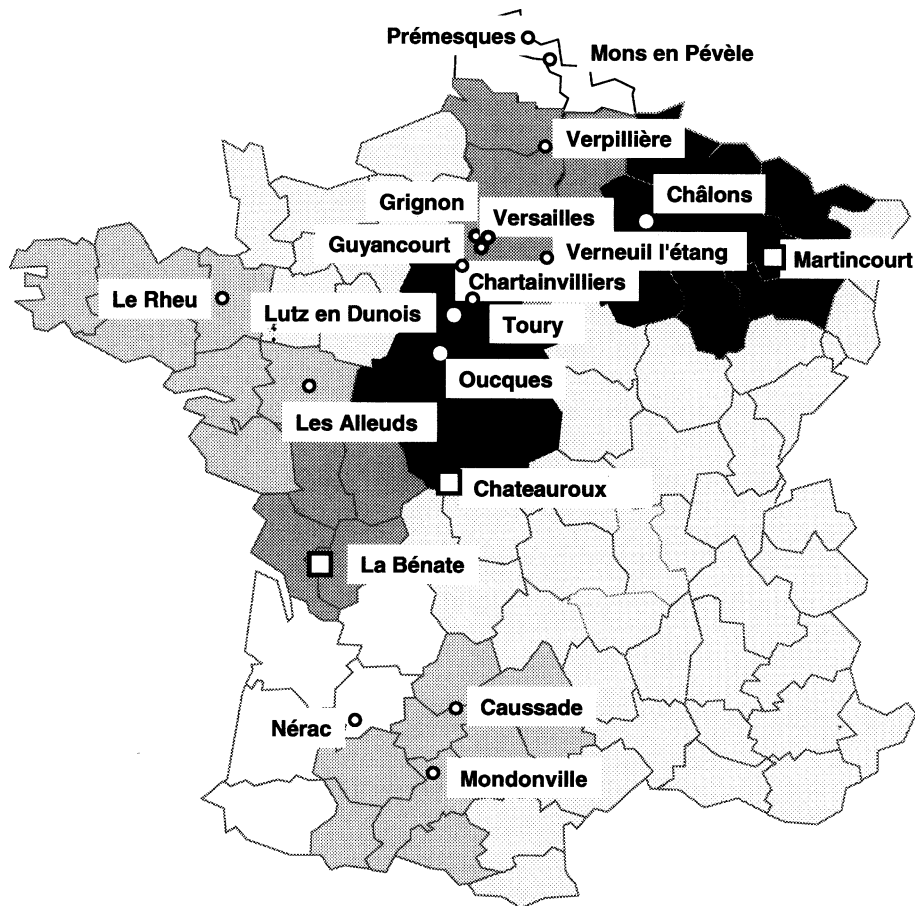 Prémesques
Mons en Pévèle
Verpillière
Châlons
Grignon
Versailles
Guyancourt
Verneuil l'étang
Martincourt
Chartainvilliers
Le Rheu
Lutz en Dunois
Toury
Oucques
Les Alleuds
Chateauroux
La Bénate
Caussade
Nérac
Mondonville